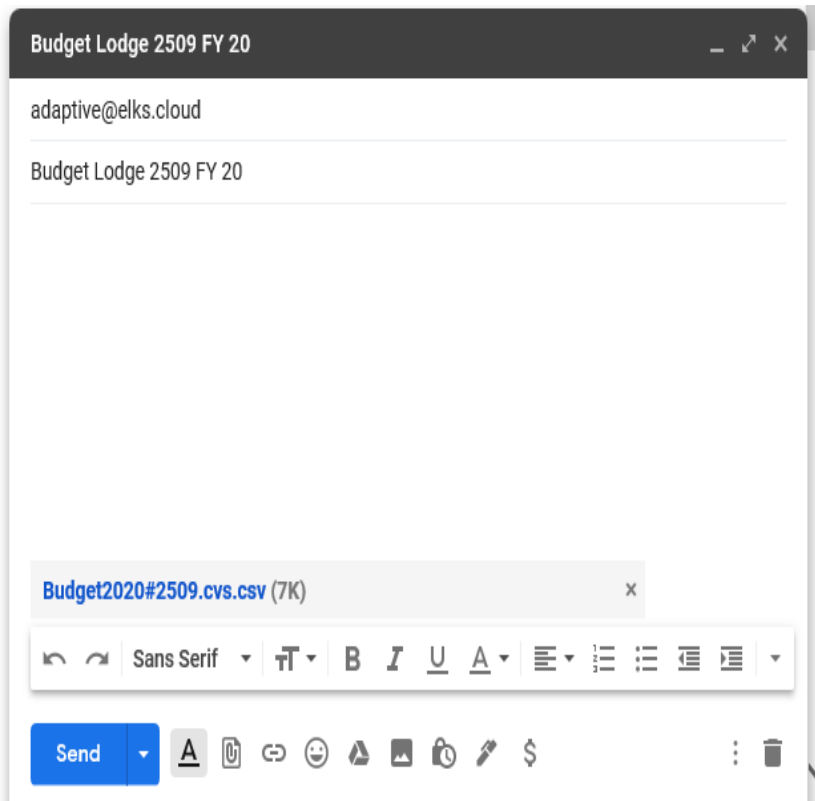 Budget Lodge 2509 FY 20
adaptive@elks.cloud
Budget Lodge 2509 FY 20
Budget2020#2509.cvs.csv (7K)
Sans Serif
Send